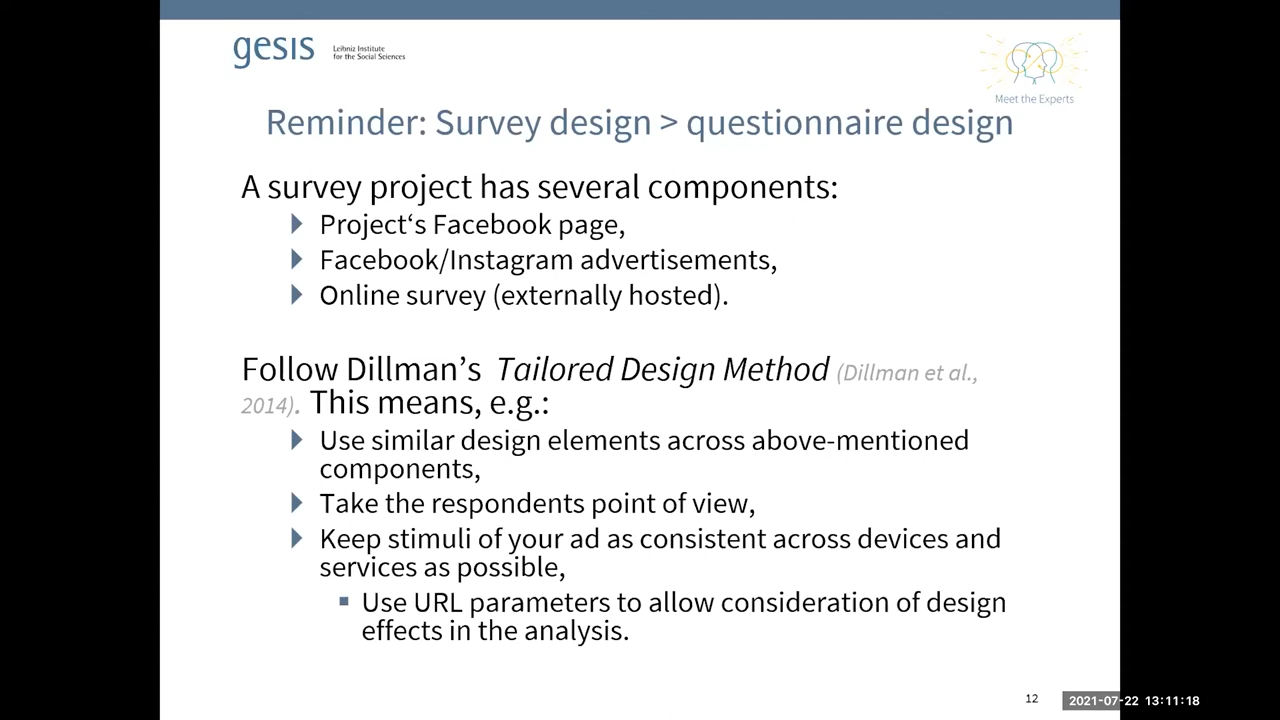 gesis
Leibniz Institute
for the Social Sciences
Meet the Experts
Reminder: Survey design > questionnaire design
A survey project has several components:
Project‘s Facebook page,
Facebook/Instagram advertisements,
Online survey (externally hosted).
Follow Dillman’s Tailored Design Method (Dillman et al.,
2014). This means, e.g.:
Use similar design elements across above-mentioned
components,
Take the respondents point of view,
Keep stimuli of your ad as consistent across devices and
services as possible,
Use URL parameters to allow consideration of design
effects in the analysis.
12
2021-07-22 13:11:18